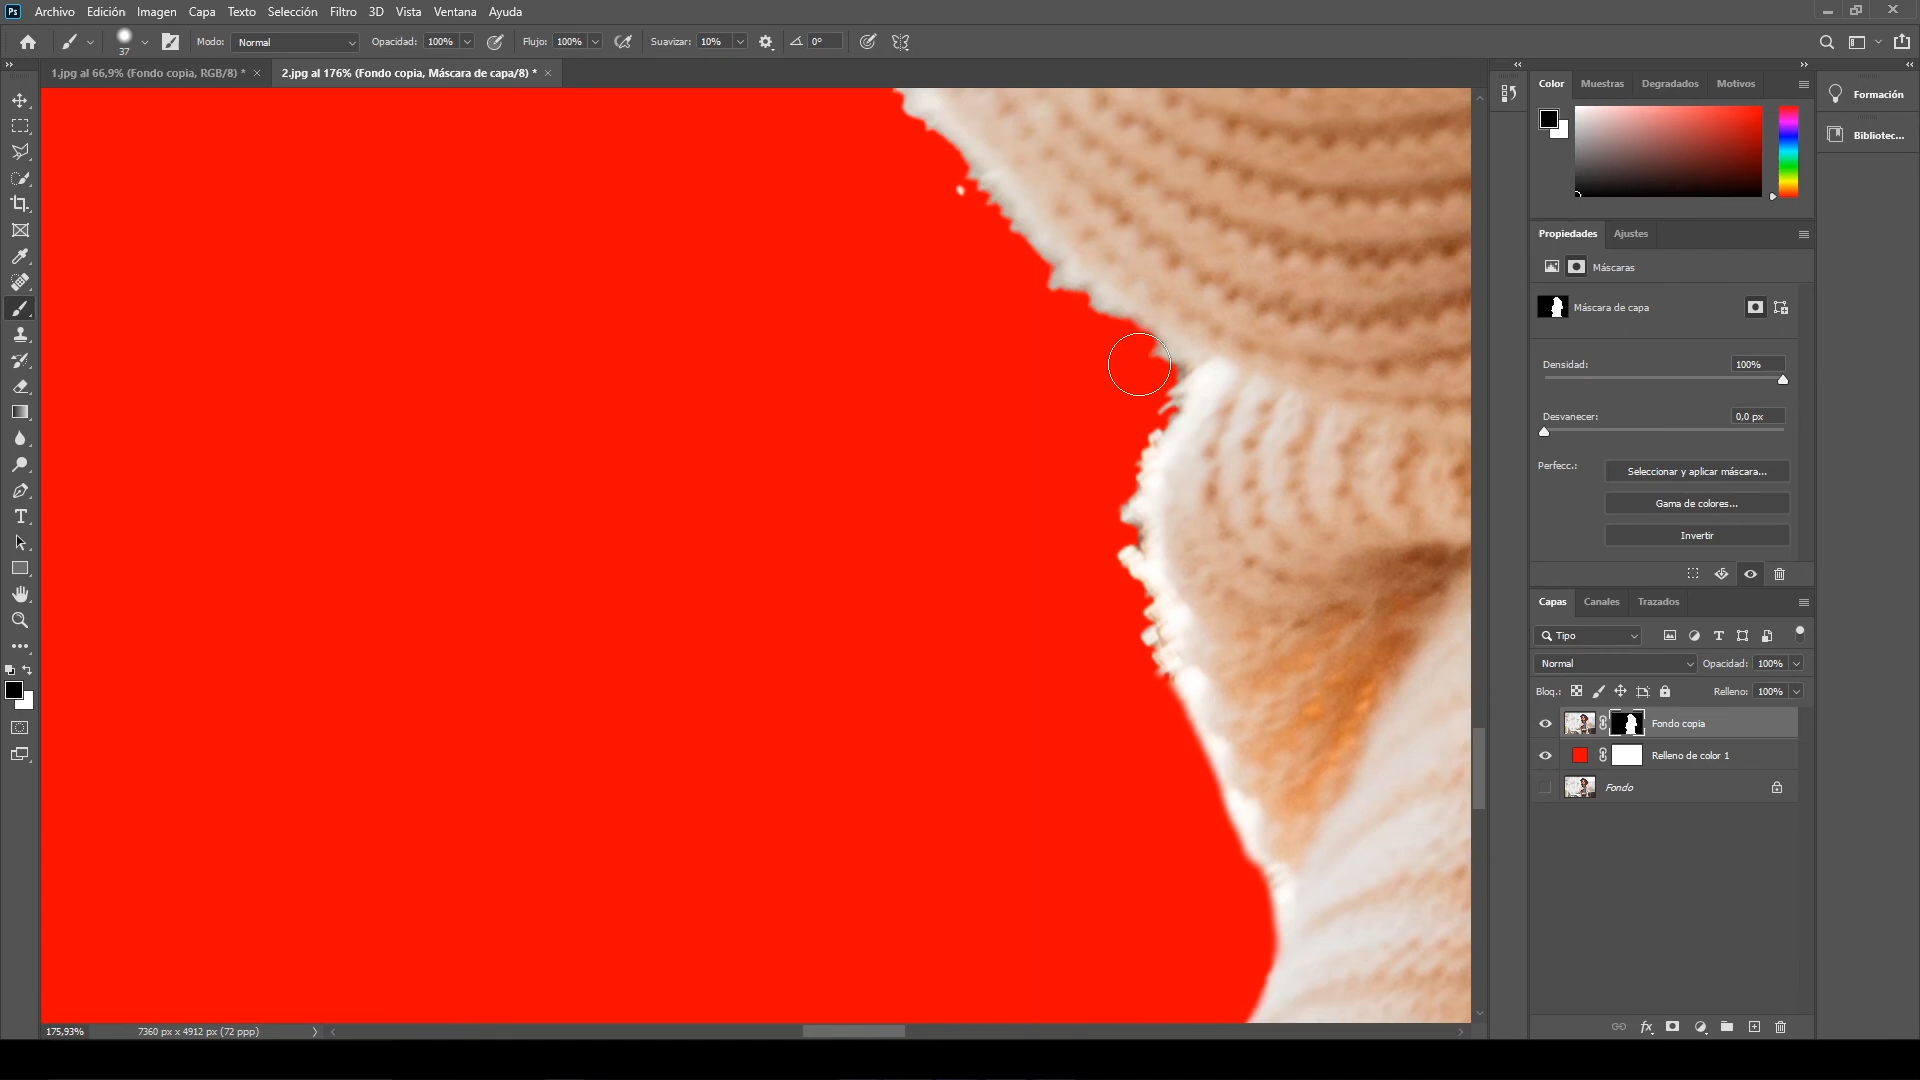 Ps Archivo Edición Imagen Capa Texto Selección Filtro 3D Vista Ventana Ayuda
37 Modo: Normal Opacidad: 100% Flujo: 100% Suavizar: 10% 0°
1.jpg al 66,9% (Fondo copia, RGB/8) * × 2.jpg al 176% (Fondo copia, Máscara de capa/8) * ×
Color Muestras Degradados Motivos
Formación
Bibliotec...
Propiedades Ajustes
Máscaras
Máscara de capa
Densidad: 100%
Desvanecer: 0,0 px
Perfecc.: Seleccionar y aplicar máscara...
Gama de colores...
Invertir
Capas Canales Trazados
Tipo
Normal Opacidad: 100%
Bloq.: Relleno: 100%
Fondo copia
Relleno de color 1
Fondo
fx
175,93% 7360 px x 4912 px (72 ppp)